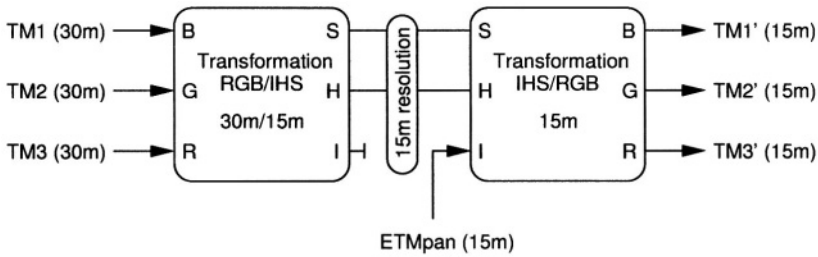 TM1 (30m)
B
S
S
B
TM1' (15m)
Transformation
RGB/IHS
30m/15m
15m resolution
Transformation
IHS/RGB
15m
TM2 (30m)
G
H
H
G
TM2' (15m)
TM3 (30m)
R
I
I
R
TM3' (15m)
ETMpan (15m)